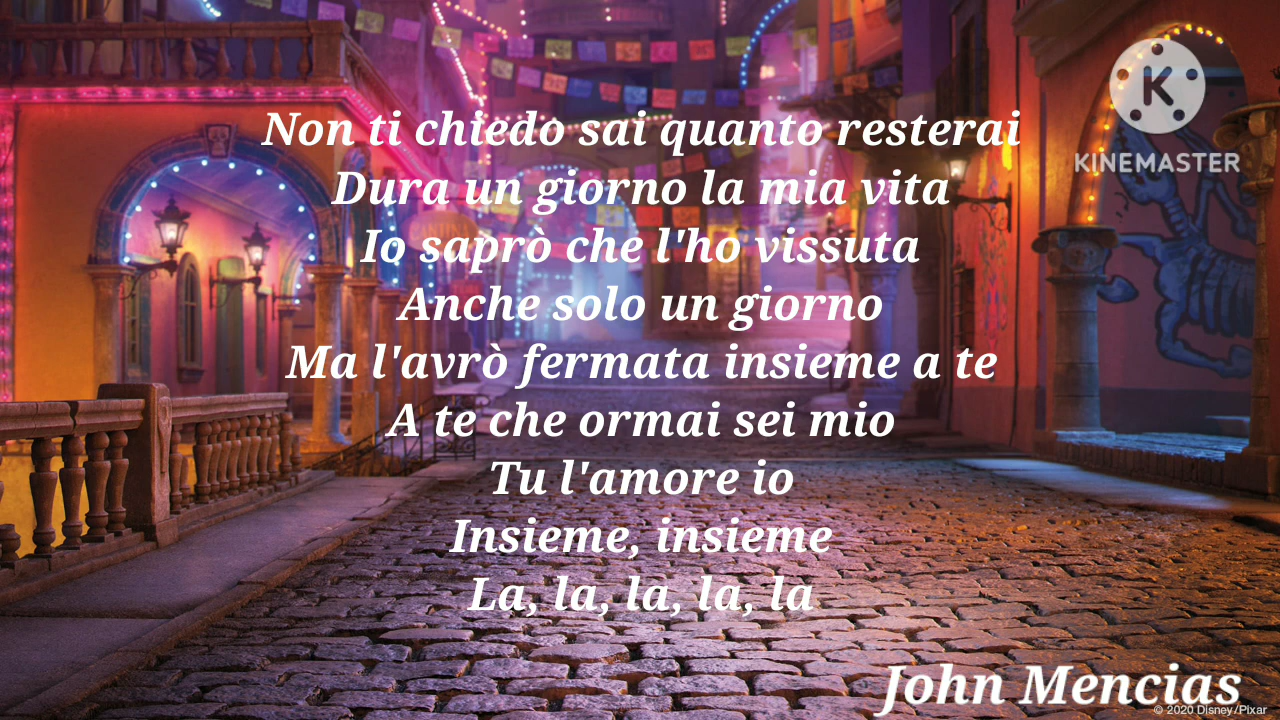 K
KINEMASTER
Non ti chiedo sai quanto resterai
Dura un giorno la mia vita
Io saprò che l'ho vissuta
Anche solo un giorno
Ma l'avrò fermata insieme a te
A te che ormai sei mio
Tu l'amore io
Insieme, insieme
La, la, la, la, la
John Mencias
© 2020 Disney/Pixar